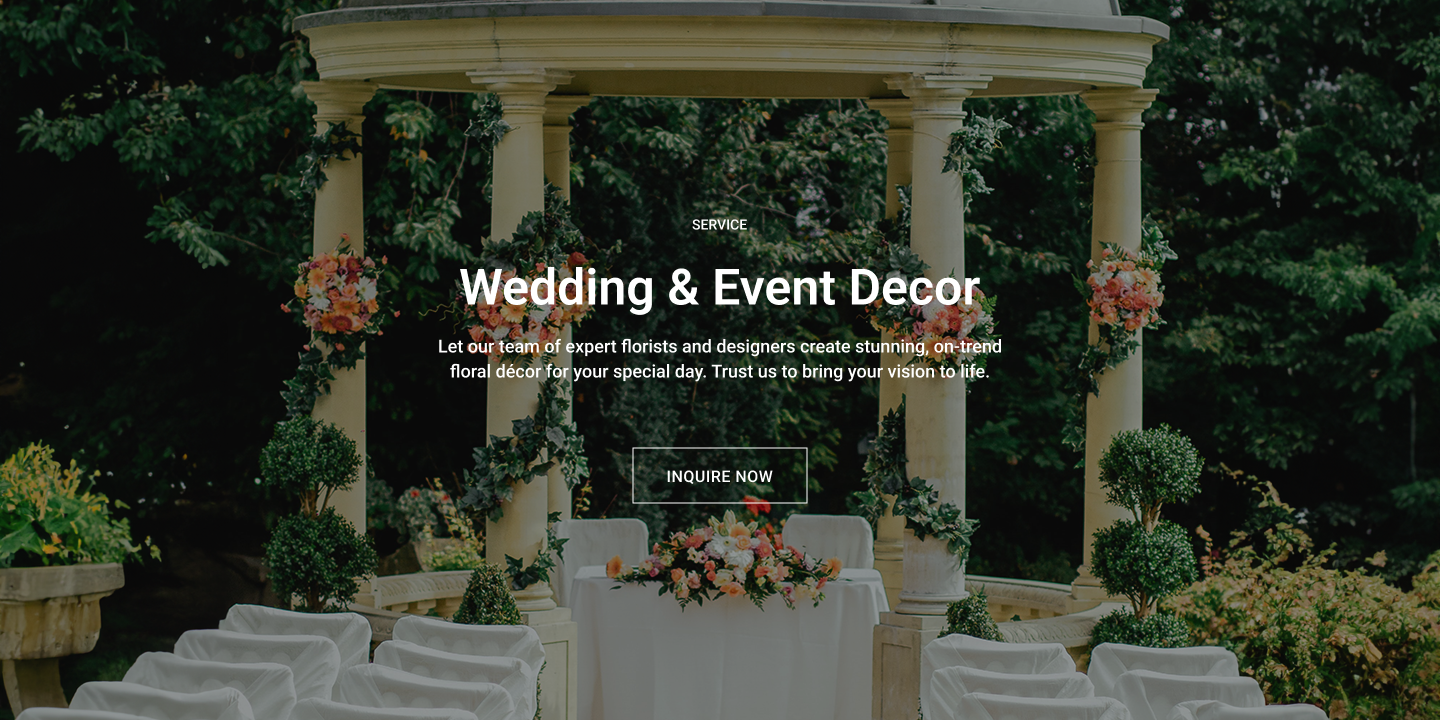 SERVICE
Wedding & Event Decor
Let our team of expert florists and designers create stunning, on-trend
floral décor for your special day. Trust us to bring your vision to life.
INQUIRE NOW